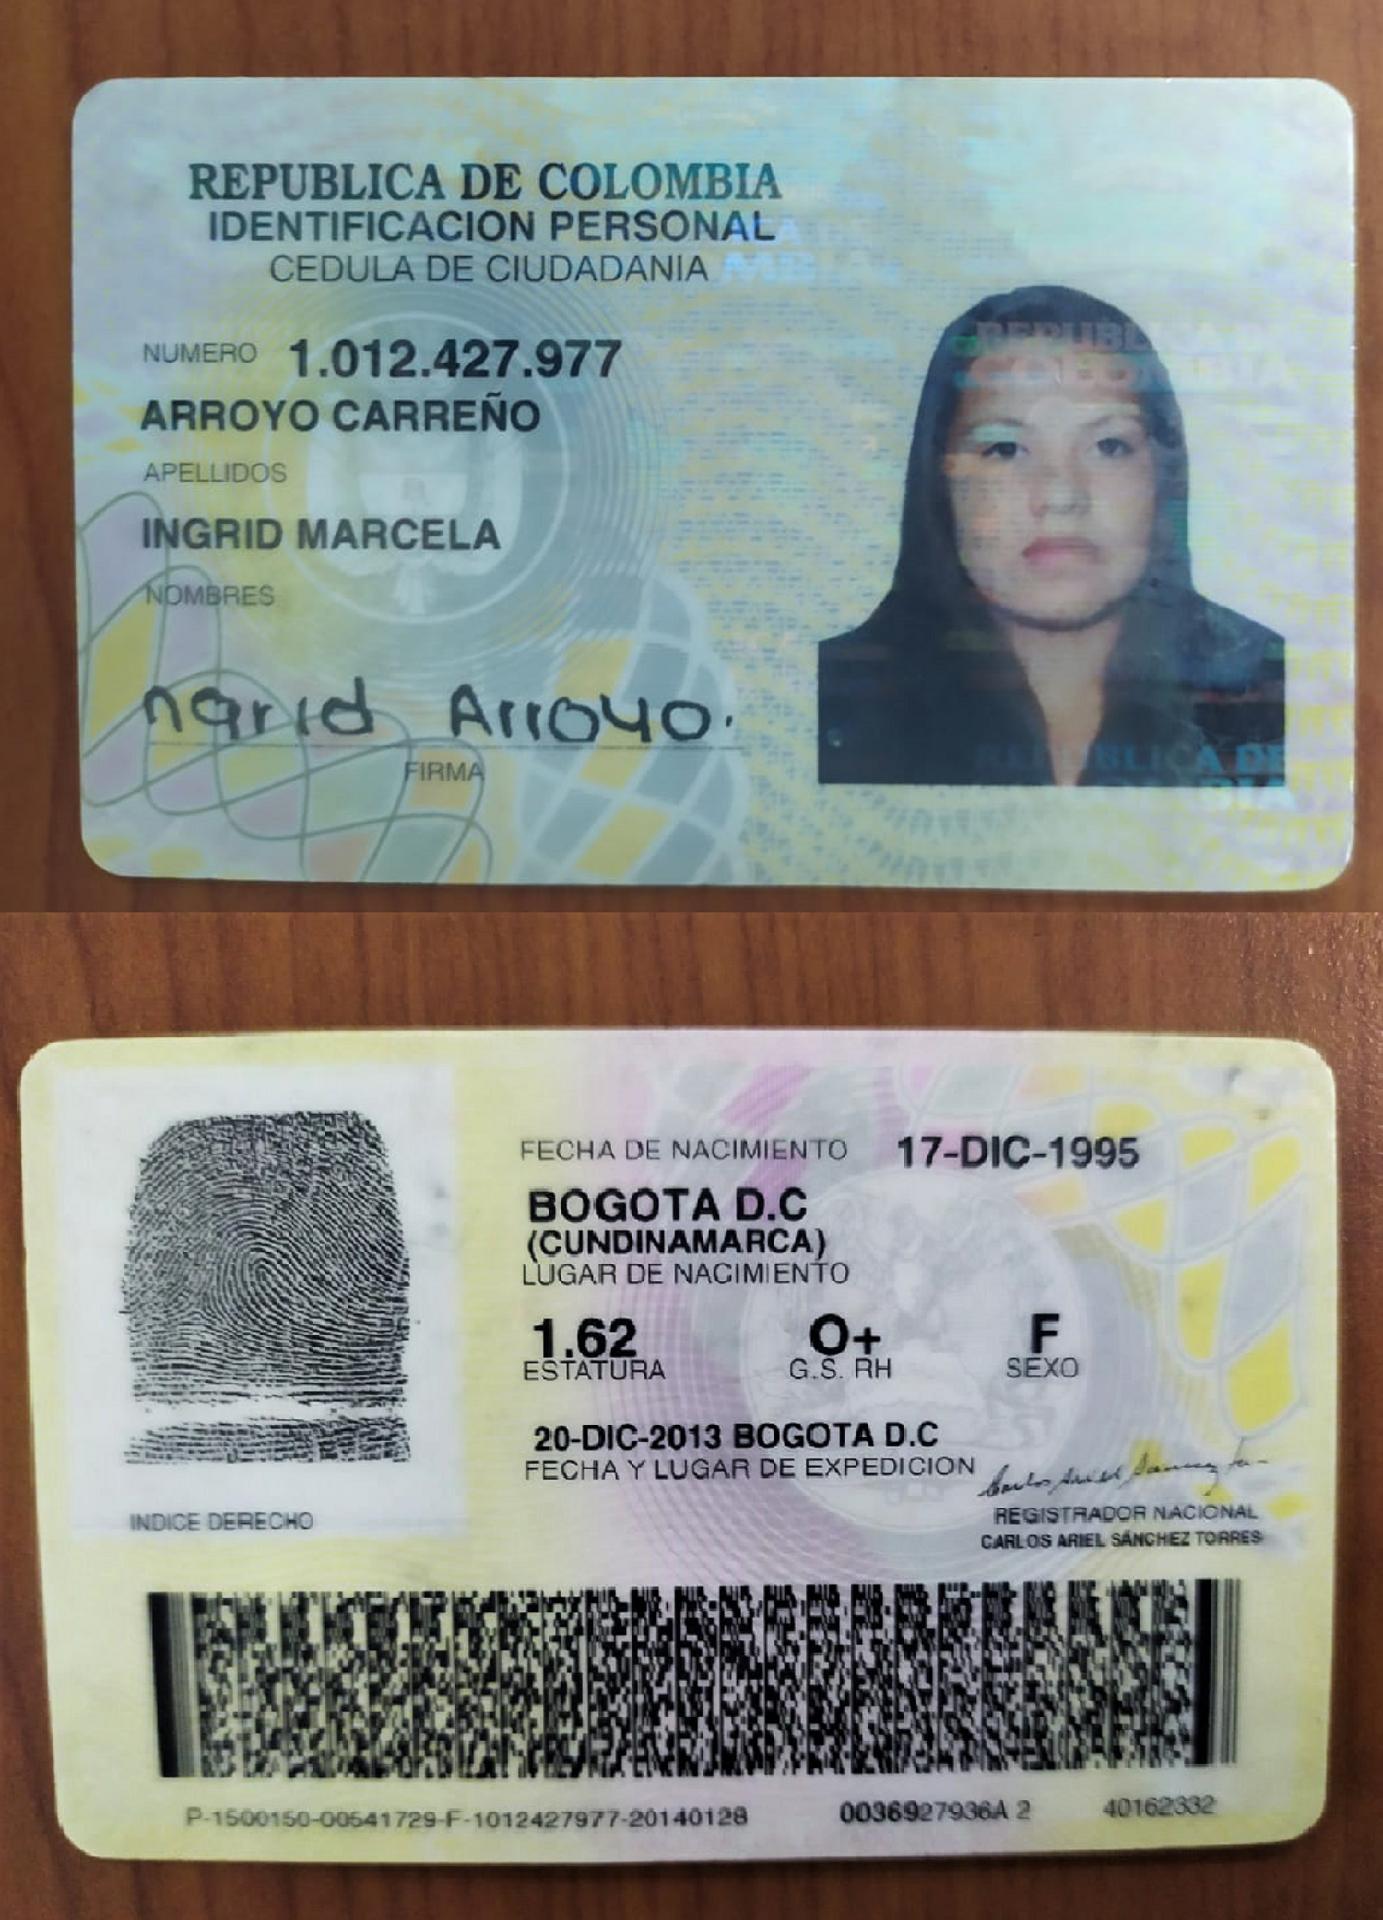 REPUBLICA DE COLOMBIA
IDENTIFICACION PERSONAL
CEDULA DE CIUDADANIA
NUMERO 1.012.427.977
ARROYO CARREÑO
APELLIDOS
INGRID MARCELA
NOMBRES
ngrid Arroyo.
FIRMA
REPUBLICA DE
COLOMBIA
REPUBLICA DE
FECHA DE NACIMIENTO 17-DIC-1995
BOGOTA D.C
(CUNDINAMARCA)
LUGAR DE NACIMIENTO
1.62 O+ F
ESTATURA G.S. RH SEXO
20-DIC-2013 BOGOTA D.C
FECHA Y LUGAR DE EXPEDICION
INDICE DERECHO
REGISTRADOR NACIONAL
CARLOS ARIEL SÁNCHEZ TORRES
P-1500150-00541729-F-1012427977-20140128 0036927936A 2 40162332